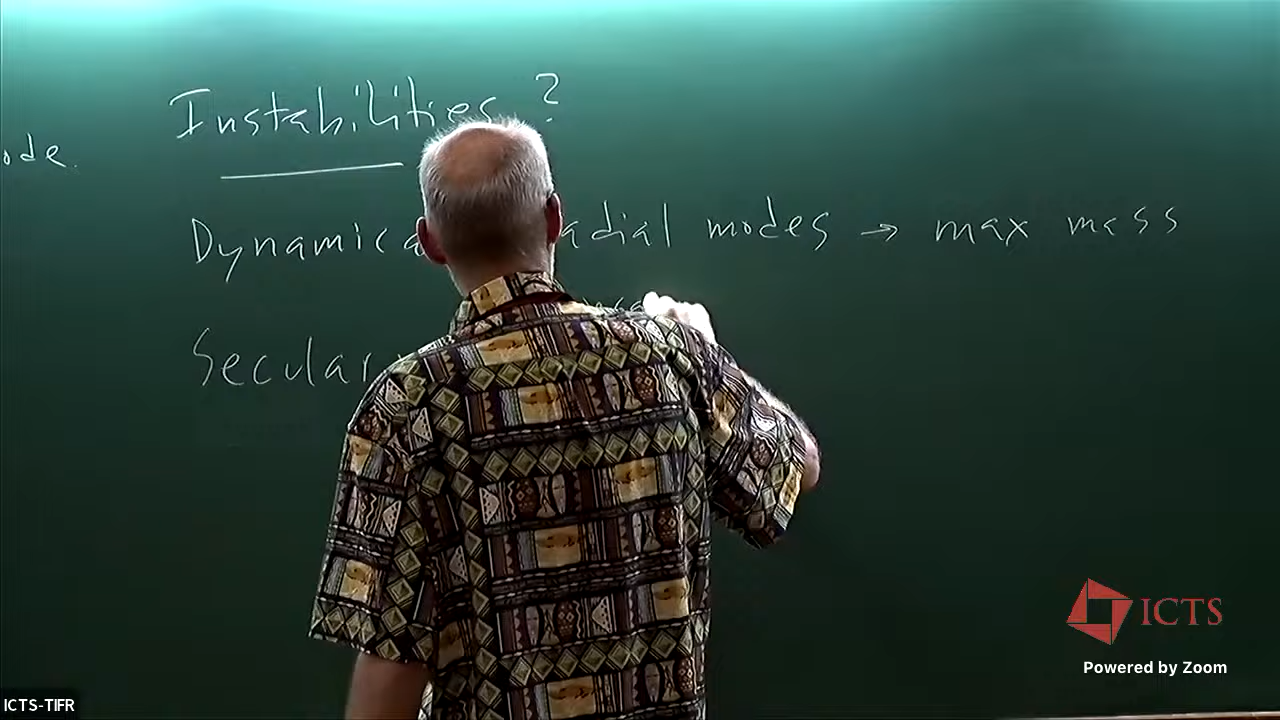 Instabilities ?
ode.
Dynamica adial modes → max mass
Secular
ICTS
Powered by Zoom
ICTS-TIFR